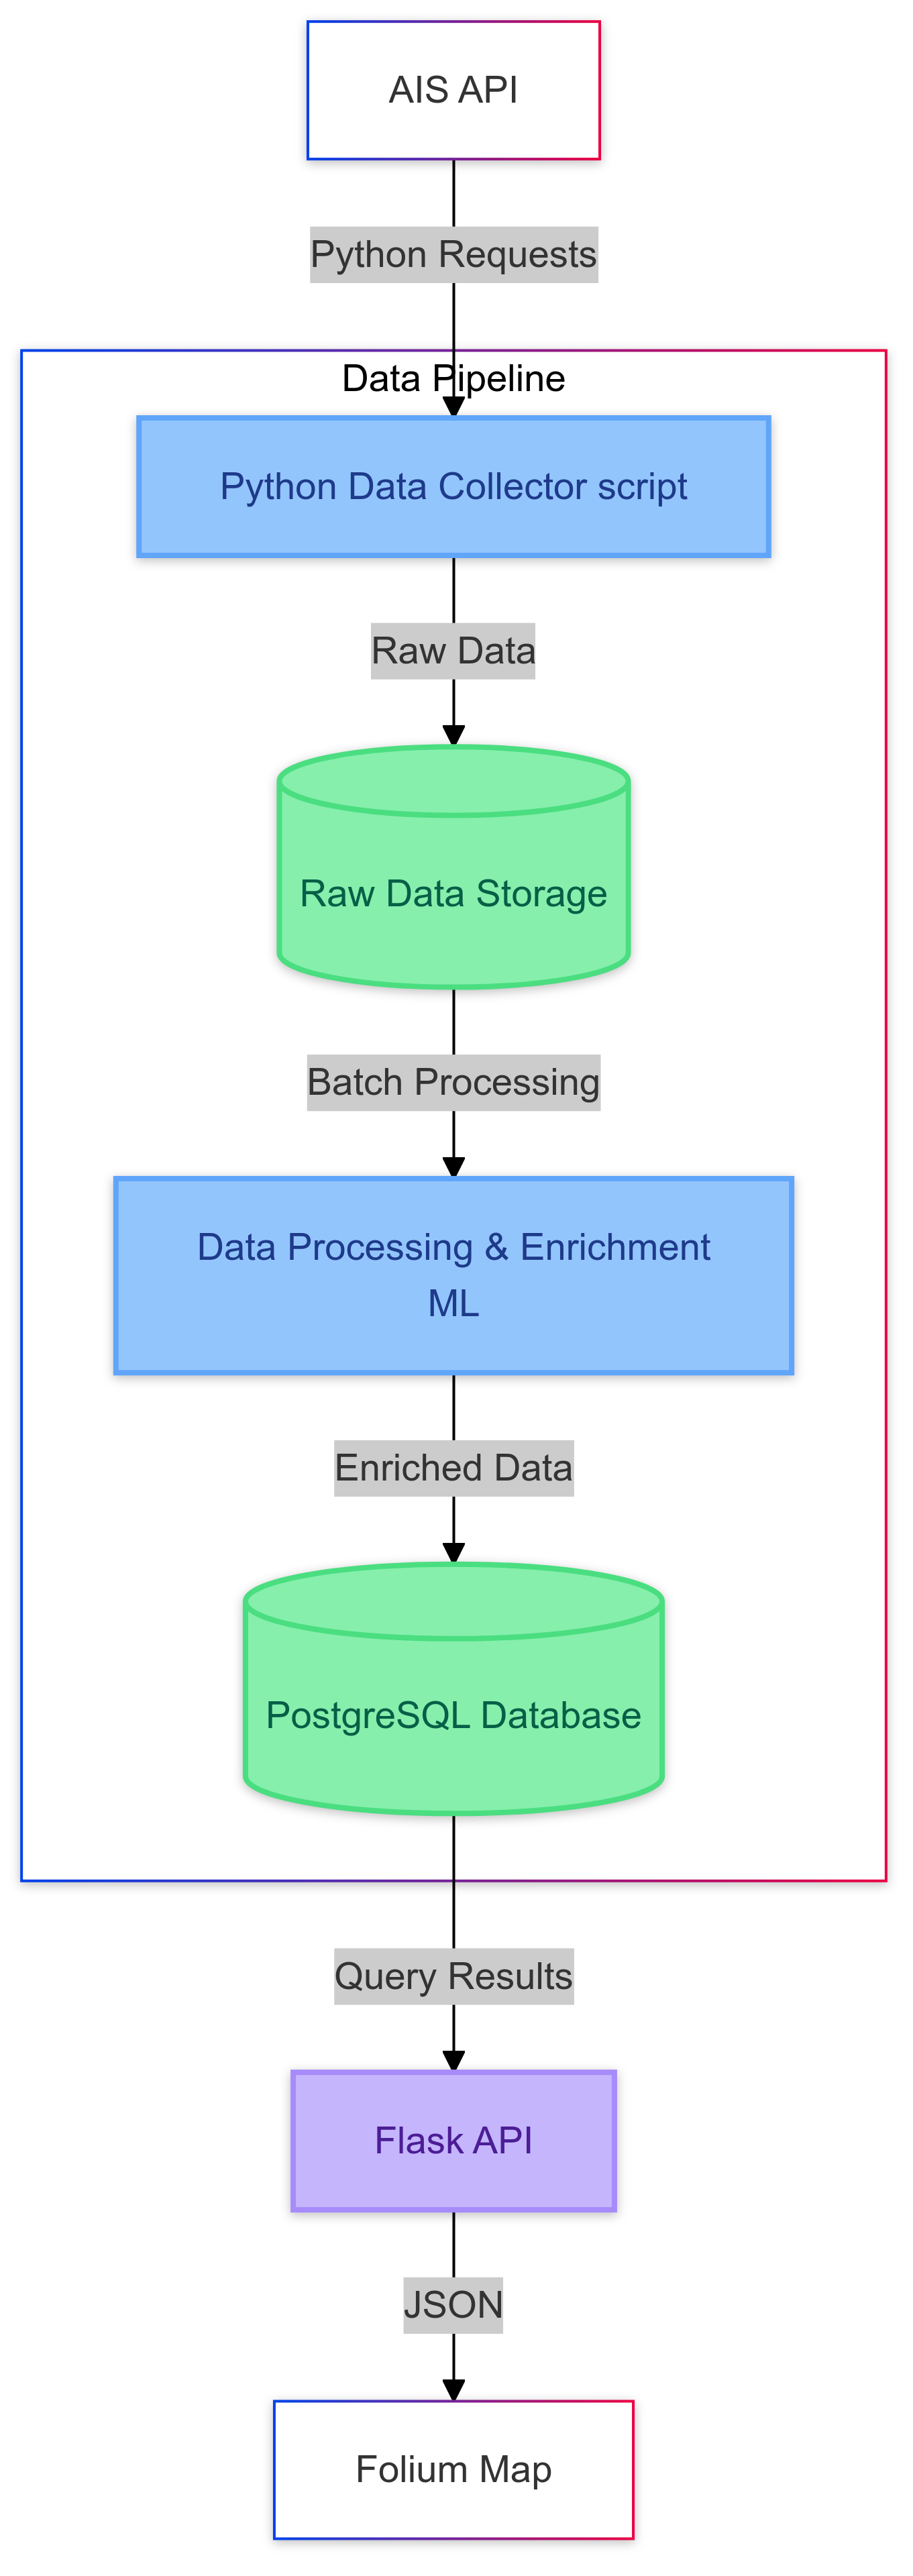 AIS API
Python Requests
Data Pipeline
Python Data Collector script
Raw Data
Raw Data Storage
Batch Processing
Data Processing & Enrichment
ML
Enriched Data
PostgreSQL Database
Query Results
Flask API
JSON
Folium Map